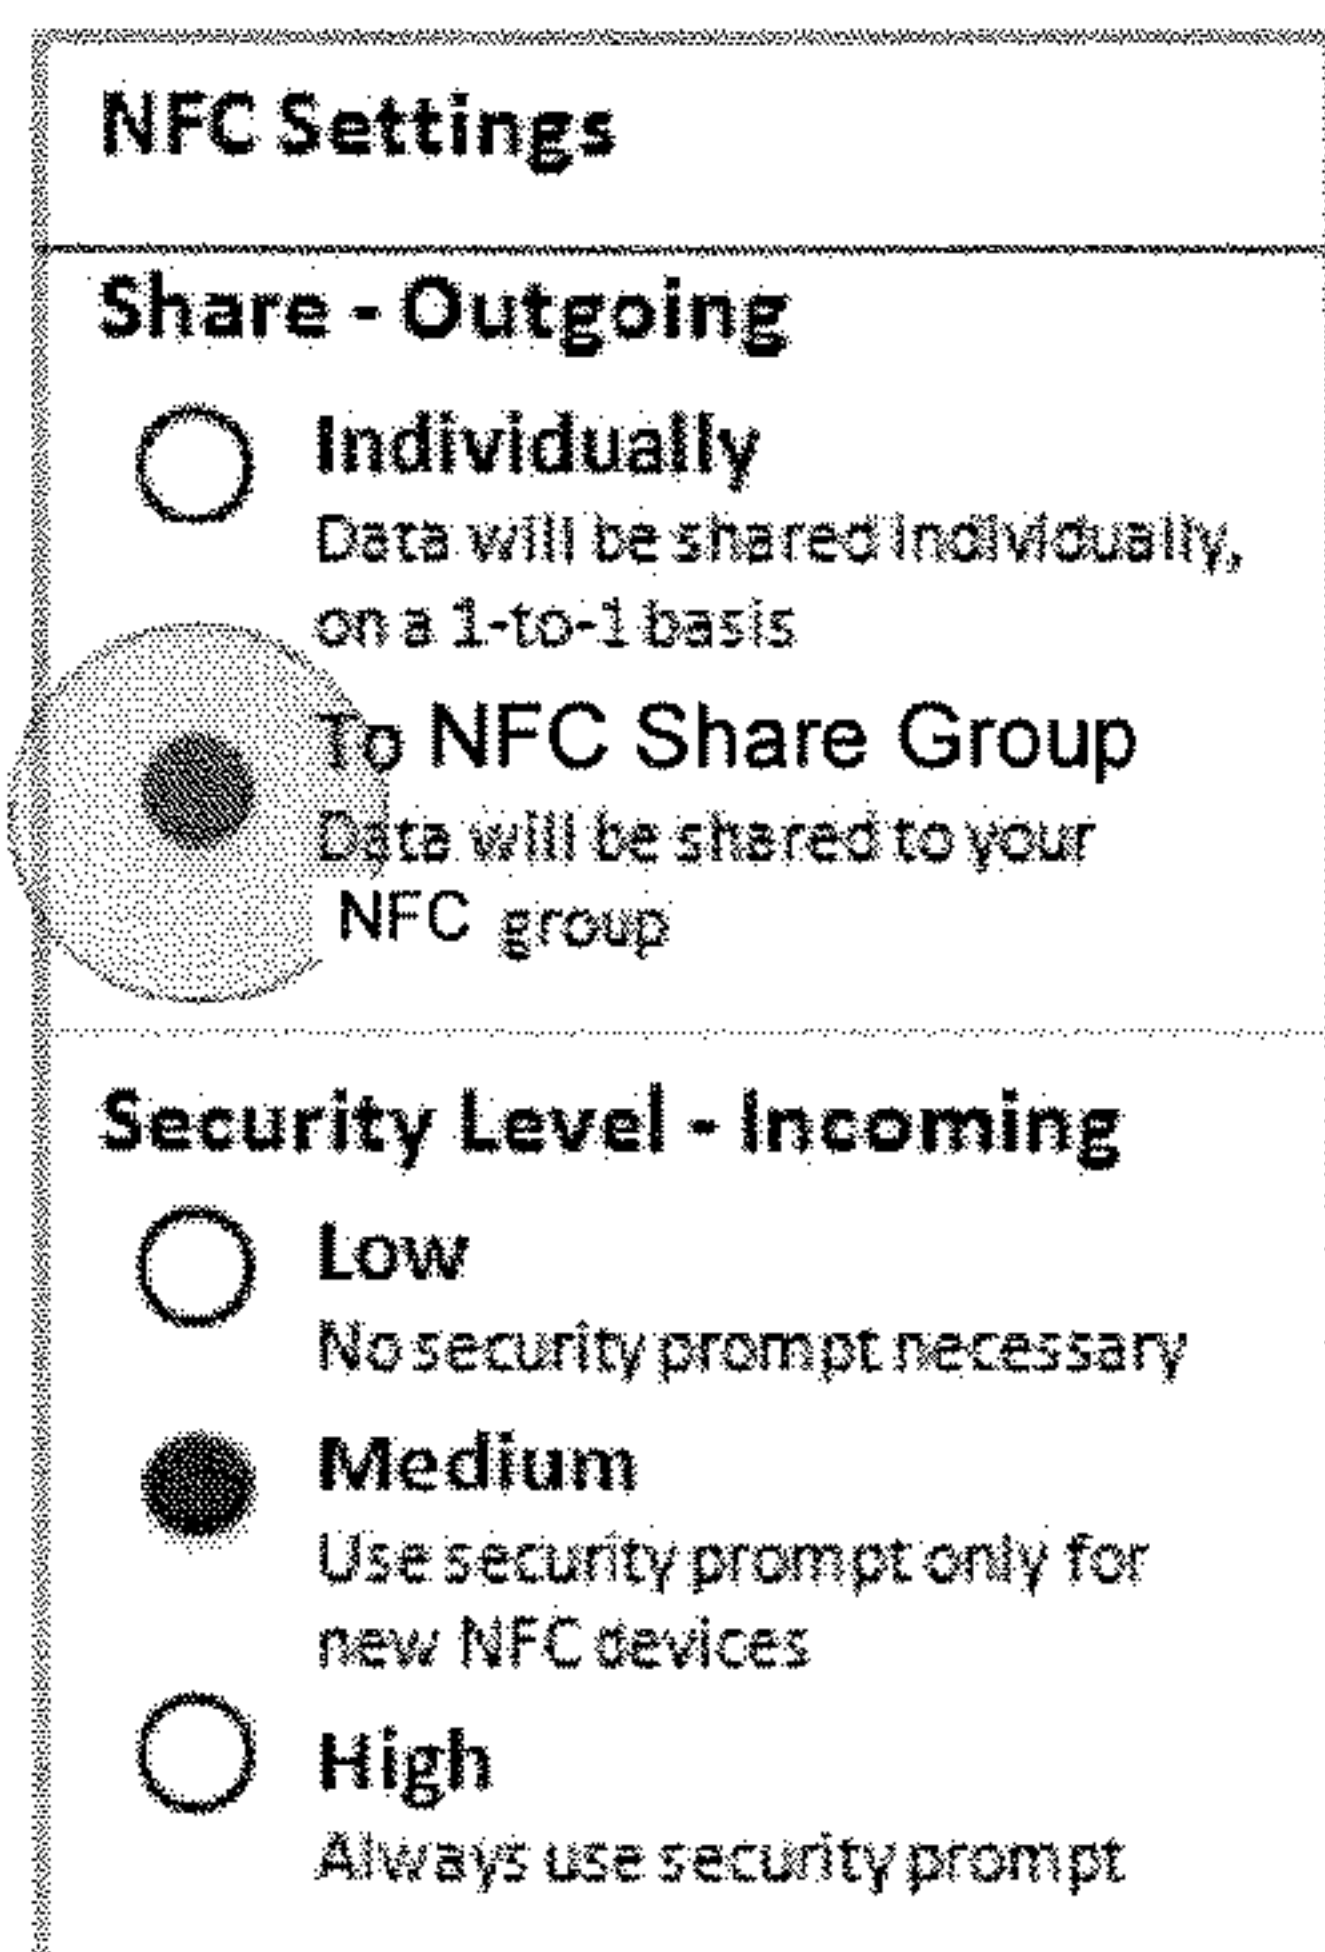 NFC Settings
Share - Outgoing
Individually
Data will be shared individually,
on a 1-to-1 basis
To NFC Share Group
Data will be shared to your
NFC group
Security Level - Incoming
Low
No security prompt necessary
Medium
Use security prompt only for
new NFC devices
High
Always use security prompt